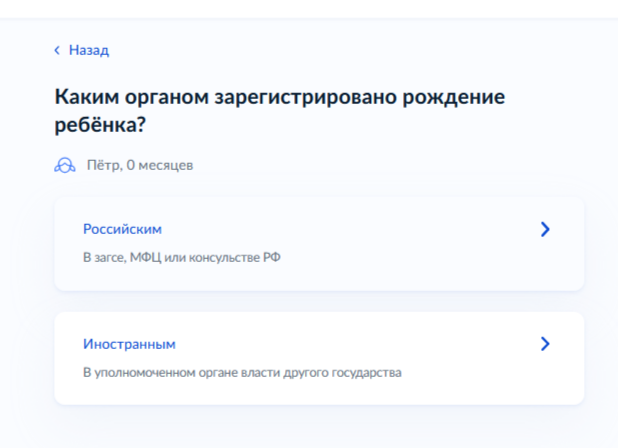 Назад
Каким органом зарегистрировано рождение
ребёнка?
Пётр, 0 месяцев
Российским
В загсе, МФЦ или консульстве РФ
Иностранным
В уполномоченном органе власти другого государства